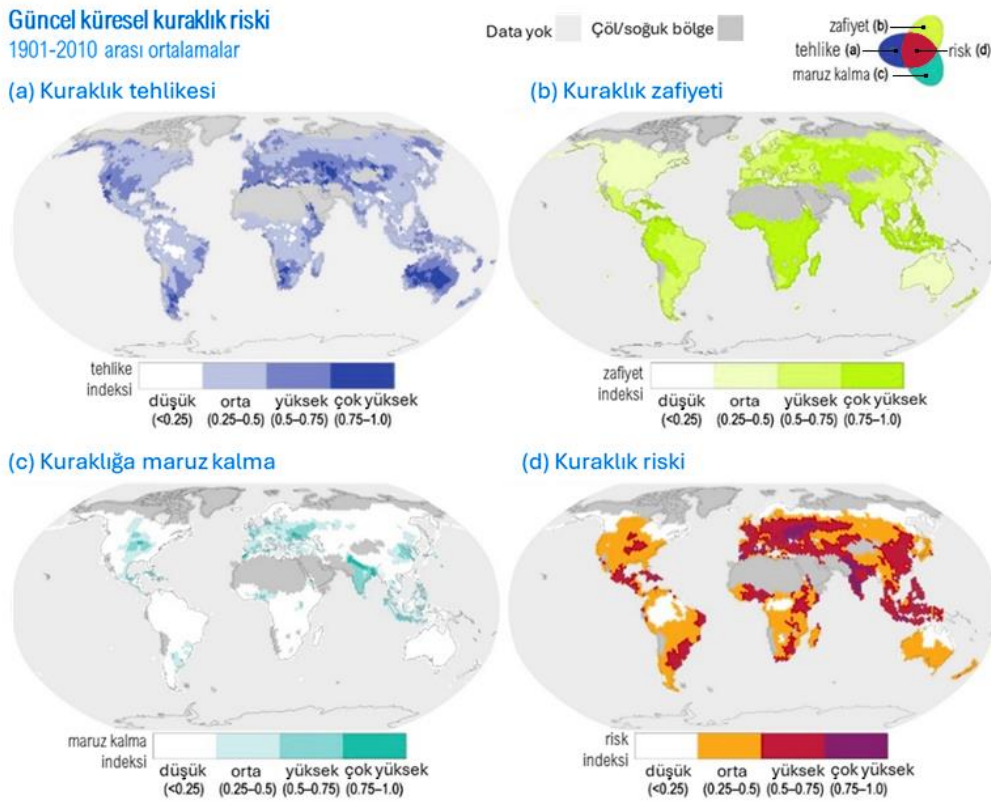 Güncel küresel kuraklık riski
1901-2010 arası ortalamalar
Data yok
Çöl/soğuk bölge
zafiyet (b)
tehlike (a)
risk (d)
maruz kalma (c)
(a) Kuraklık tehlikesi
(b) Kuraklık zafiyeti
tehlike
indeksi
düşük orta yüksek çok yüksek
(<0.25) (0.25–0.5) (0.5–0.75) (0.75–1.0)
zafiyet
indeksi
düşük orta yüksek çok yüksek
(<0.25) (0.25–0.5) (0.5–0.75) (0.75–1.0)
(c) Kuraklığa maruz kalma
(d) Kuraklık riski
maruz kalma
indeksi
düşük orta yüksek çok yüksek
(<0.25) (0.25–0.5) (0.5–0.75) (0.75–1.0)
risk
indeksi
düşük orta yüksek çok yüksek
(<0.25) (0.25–0.5) (0.5–0.75) (0.75–1.0)